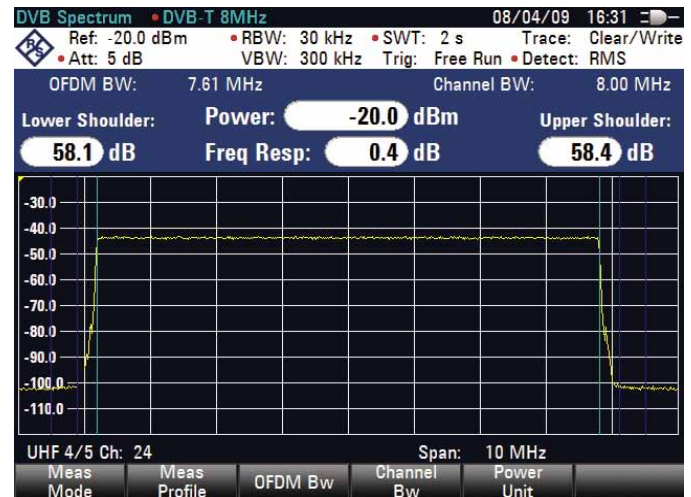 DVB Spectrum • DVB-T 8MHz 08/04/09 16:31
R&S Ref: -20.0 dBm • RBW: 30 kHz • SWT: 2 s Trace: Clear/Write
• Att: 5 dB VBW: 300 kHz Trig: Free Run • Detect: RMS
OFDM BW: 7.61 MHz Channel BW: 8.00 MHz
Lower Shoulder: Power: -20.0 dBm Upper Shoulder:
58.1 dB Freq Resp: 0.4 dB 58.4 dB
-30.0
-40.0
-50.0
-60.0
-70.0
-80.0
-90.0
-100.0
-110.0
UHF 4/5 Ch: 24 Span: 10 MHz
Meas Mode Meas Profile OFDM Bw Channel Bw Power Unit